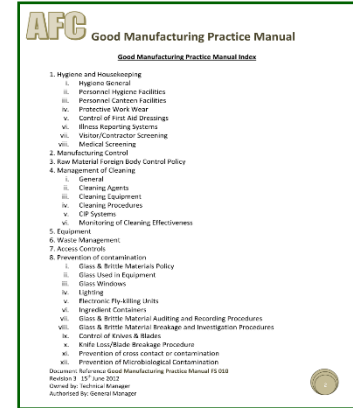 AFC Good Manufacturing Practice Manual
Good Manufacturing Practice Manual Index
1. Hygiene and Housekeeping
i. Hygiene General
ii. Personnel Hygiene Facilities
iii. Personnel Canteen Facilities
iv. Protective Work Wear
v. Control of First Aid Dressings
vi. Illness Reporting Systems
vii. Visitor/Contractor Screening
viii. Medical Screening
2. Manufacturing Control
3. Raw Material Foreign Body Control Policy
4. Management of Cleaning
i. General
ii. Cleaning Agents
iii. Cleaning Equipment
iv. Cleaning Procedures
v. CIP Systems
vi. Monitoring of Cleaning Effectiveness
5. Equipment
6. Waste Management
7. Access Controls
8. Prevention of contamination
i. Glass & Brittle Materials Policy
ii. Glass Used in Equipment
iii. Glass Windows
iv. Lighting
v. Electronic Fly-killing Units
vi. Ingredient Containers
vii. Glass & Brittle Material Auditing and Recording Procedures
viii. Glass & Brittle Material Breakage and Investigation Procedures
ix. Control of Knives & Blades
x. Knife Loss/Blade Breakage Procedure
xi. Prevention of cross contact or contamination
xii. Prevention of Microbiological Contamination
Document Reference Good Manufacturing Practice Manual FS 018
Revision 3 15th June 2012
Owned by: Technical Manager
Authorised By: General Manager